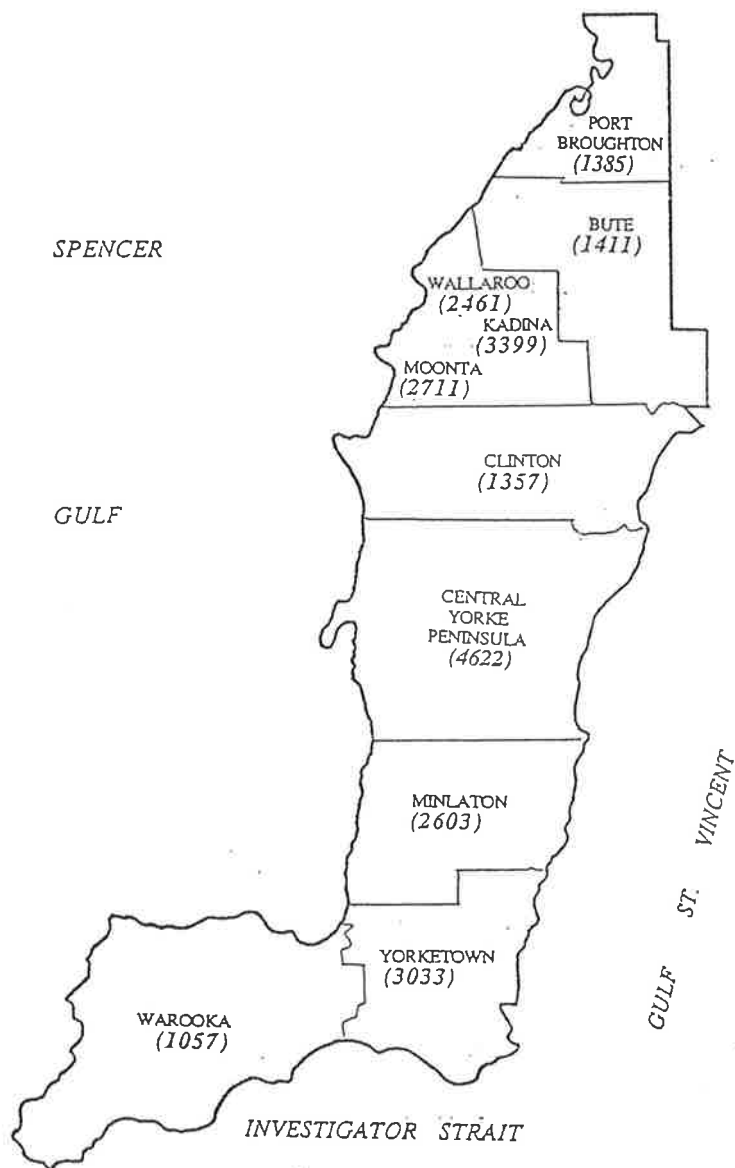 PORT
BROUGHTON
(1385)
BUTE
(1411)
SPENCER
WALLAROO
(2461)
KADINA
(3399)
MOONTA
(2711)
CLINTON
(1357)
GULF
CENTRAL
YORKE
PENINSULA
(4622)
MINLATON
(2603)
GULF ST. VINCENT
YORKETOWN
(3033)
WAROOKA
(1057)
INVESTIGATOR STRAIT